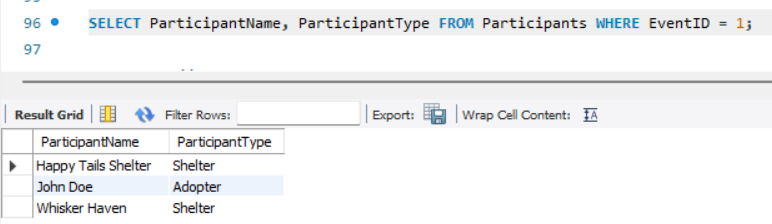 96 SELECT ParticipantName, ParticipantType FROM Participants WHERE EventID = 1;
97
Result Grid Filter Rows: Export: Wrap Cell Content:
ParticipantName ParticipantType
Happy Tails Shelter Shelter
John Doe Adopter
Whisker Haven Shelter